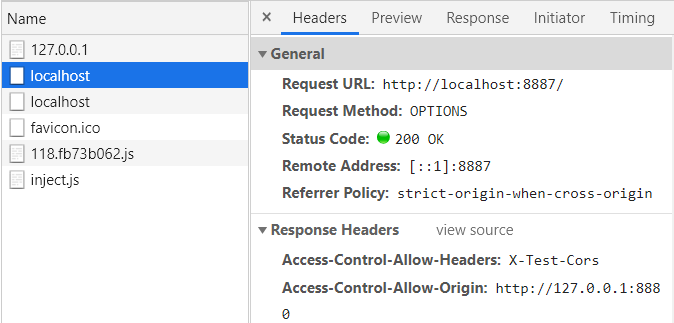 Name
127.0.0.1
localhost
localhost
favicon.ico
118.fb73b062.js
inject.js
× Headers Preview Response Initiator Timing
▼ General
Request URL: http://localhost:8887/
Request Method: OPTIONS
Status Code: 200 OK
Remote Address: [::1]:8887
Referrer Policy: strict-origin-when-cross-origin
▼ Response Headers view source
Access-Control-Allow-Headers: X-Test-Cors
Access-Control-Allow-Origin: http://127.0.0.1:888
0